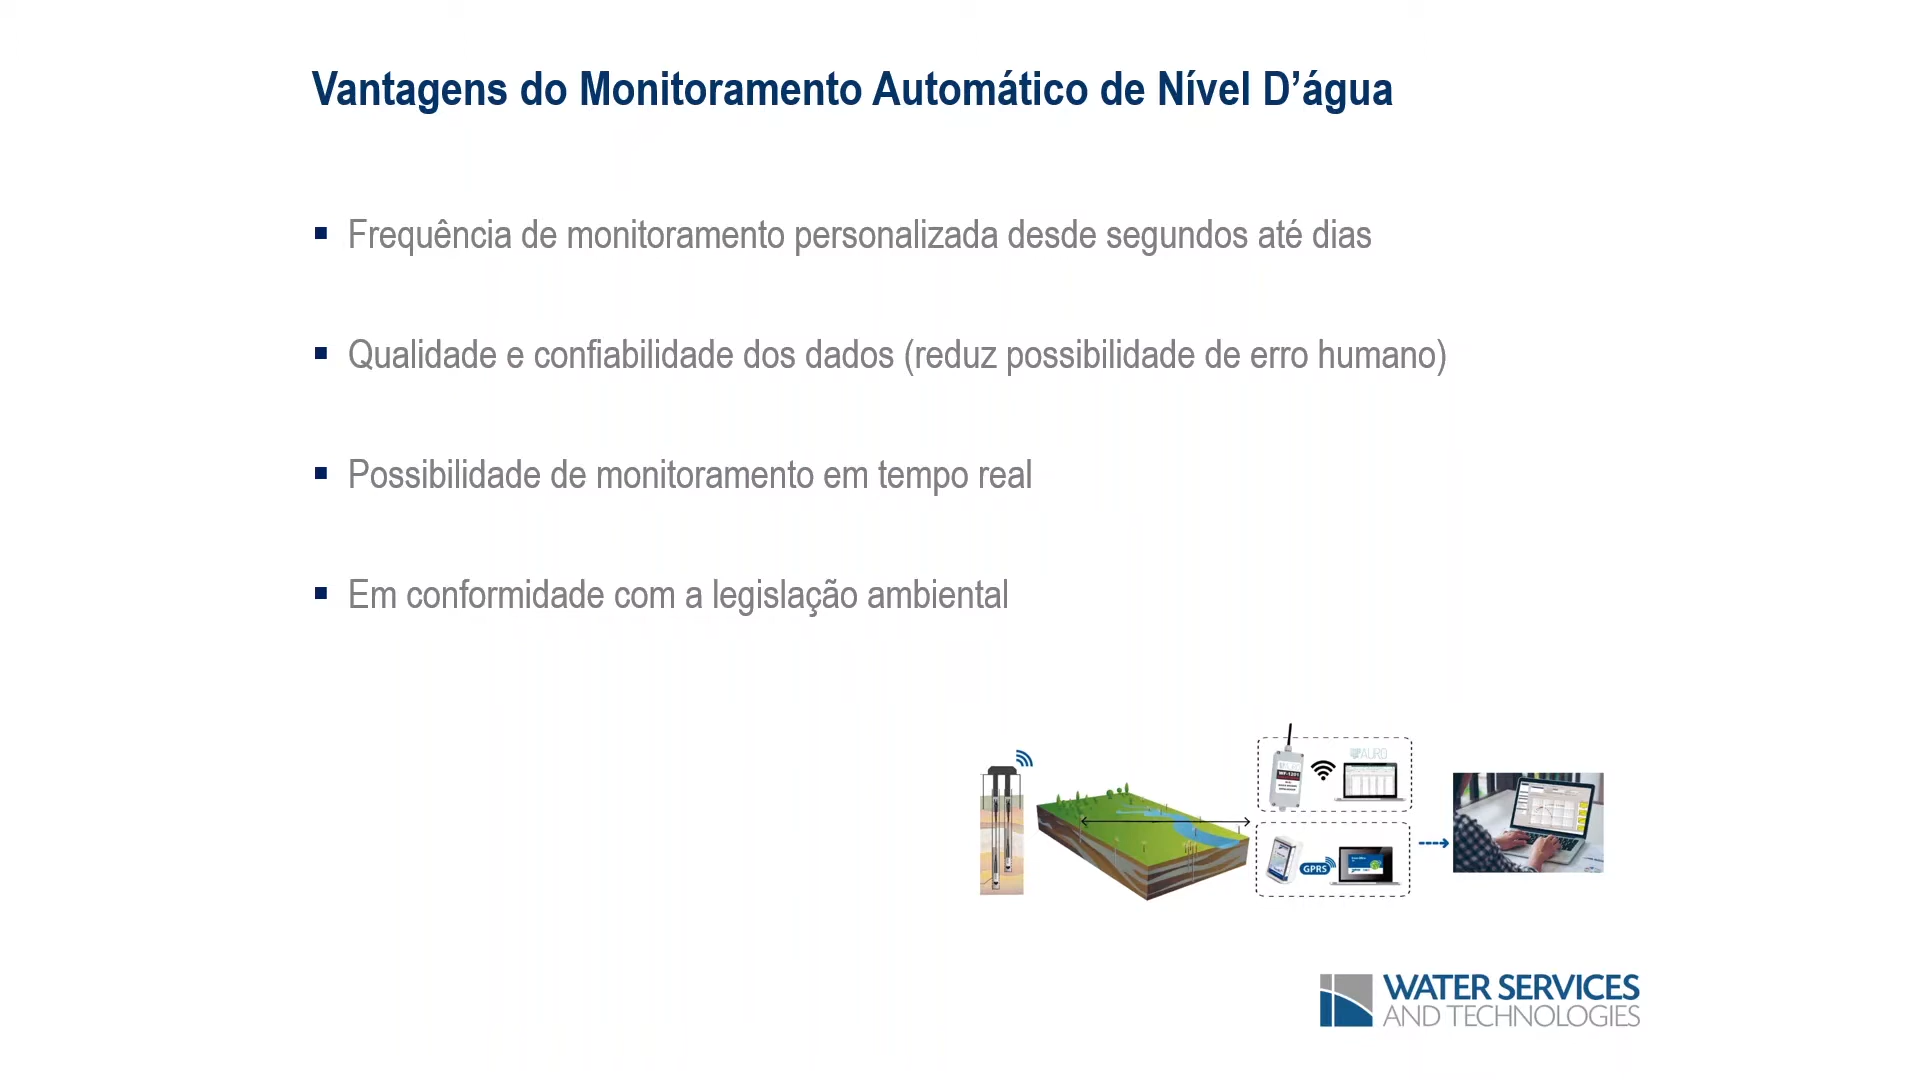 Vantagens do Monitoramento Automático de Nível D’água
▪ Frequência de monitoramento personalizada desde segundos até dias
▪ Qualidade e confiabilidade dos dados (reduz possibilidade de erro humano)
▪ Possibilidade de monitoramento em tempo real
▪ Em conformidade com a legislação ambiental
GPRS
WATER SERVICES
AND TECHNOLOGIES